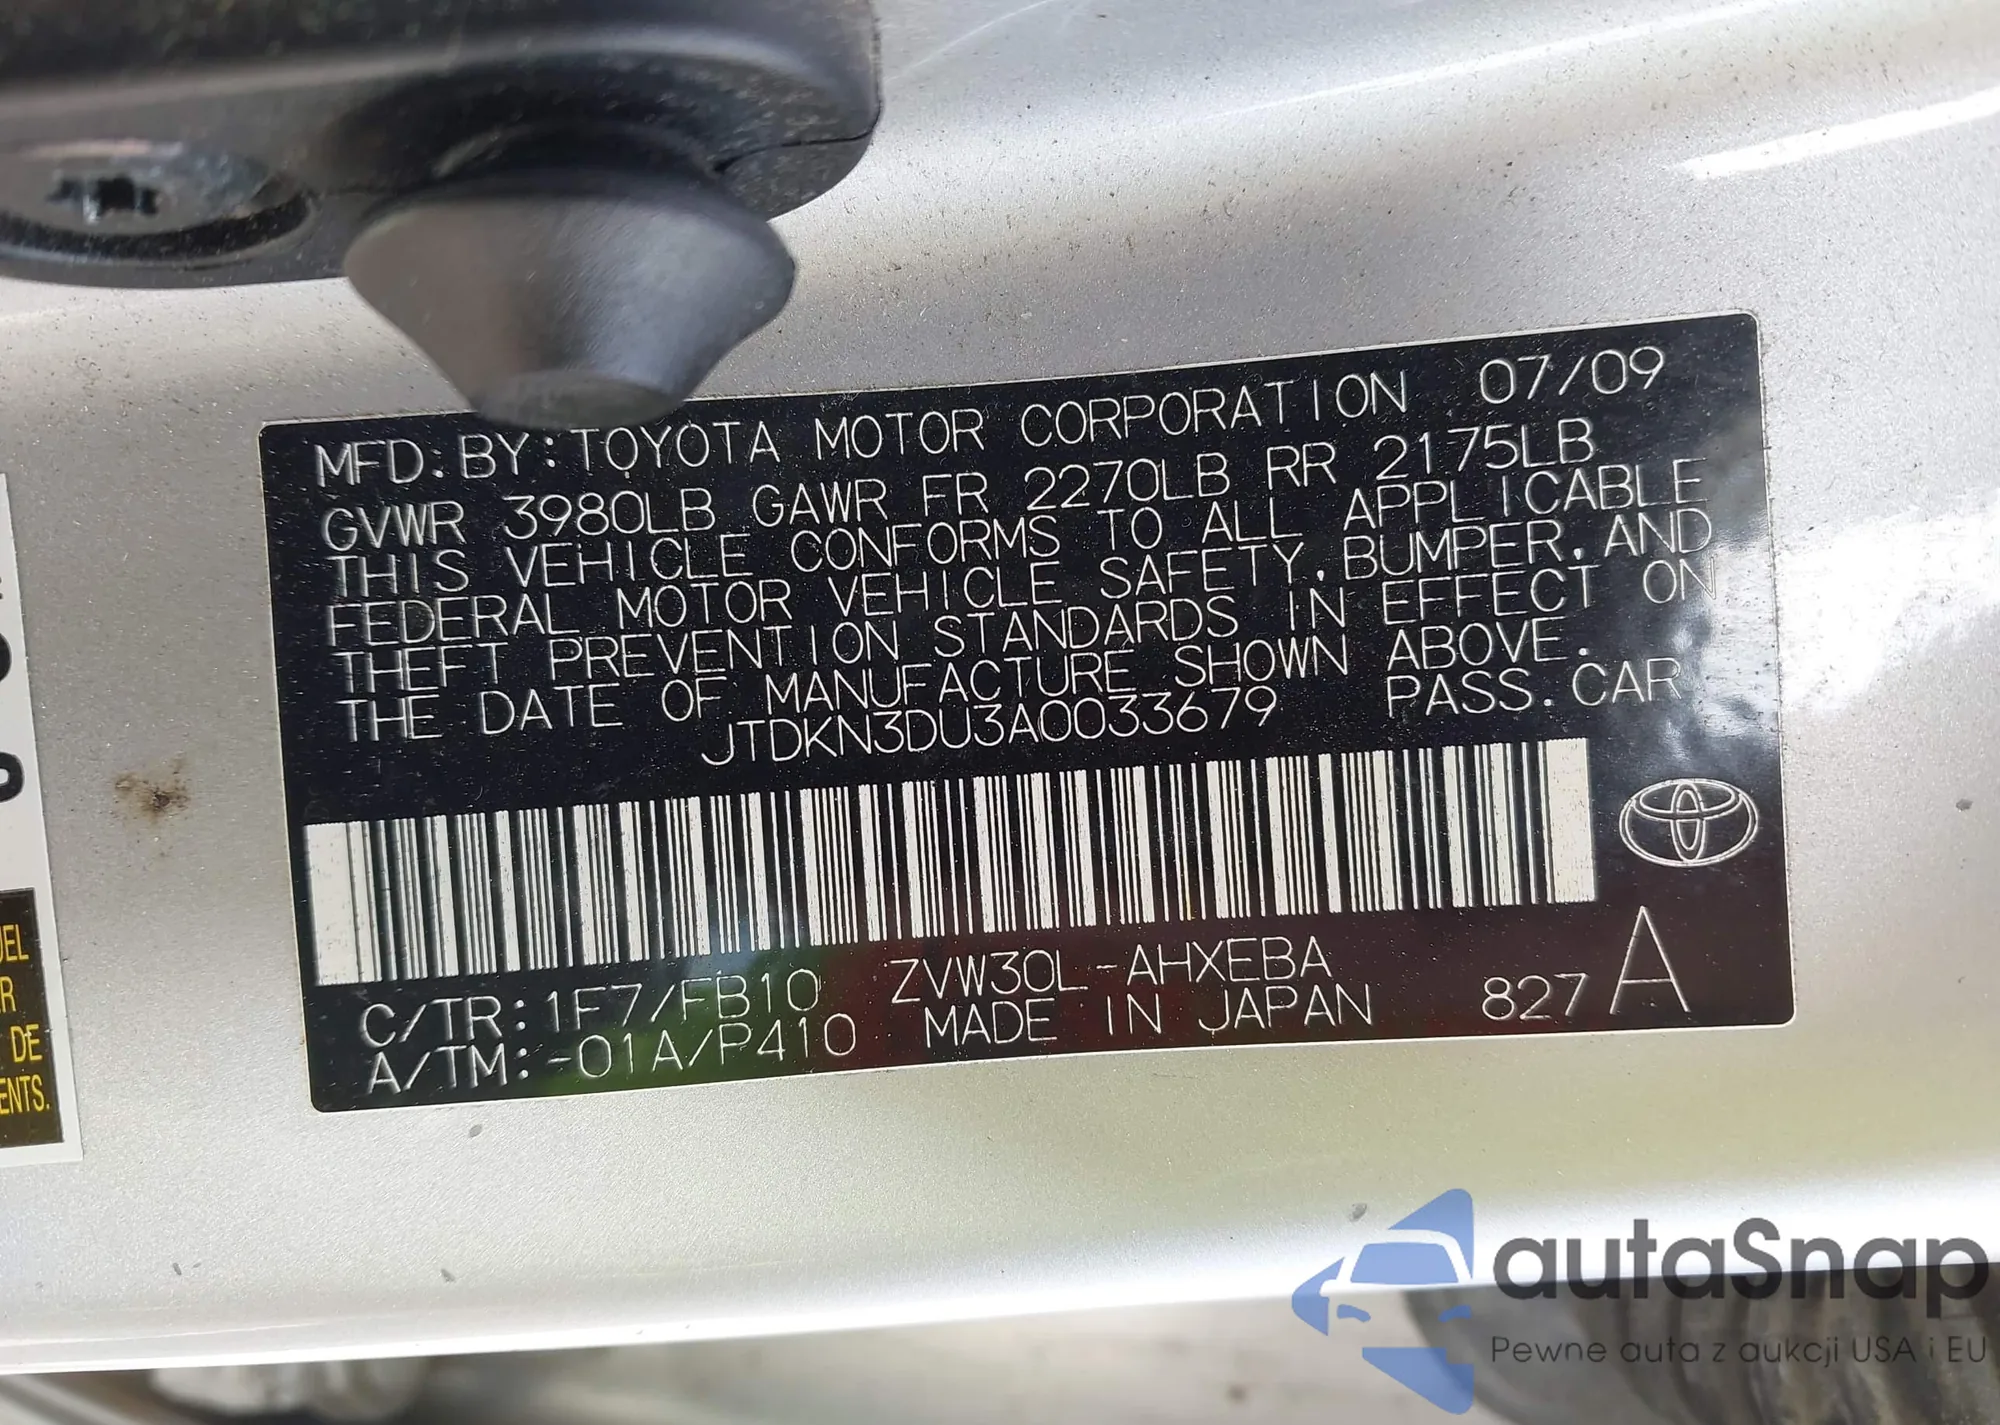 MFD. BY: TOYOTA MOTOR CORPORATION 07/09
GVWR 3980LB GAWR FR 2270LB RR 2175LB
THIS VEHICLE CONFORMS TO ALL APPLICABLE
FEDERAL MOTOR VEHICLE SAFETY, BUMPER, AND
THEFT PREVENTION STANDARDS IN EFFECT ON
THE DATE OF MANUFACTURE SHOWN ABOVE.
JTDKN3DU3A0033679 PASS. CAR
C/TR: 1F7/FB10 ZVW30L-AHXEBA
A/TM: -01A/P410 MADE IN JAPAN 827 A
DE
autaSnap
Pewne auta z aukcji USA i EU